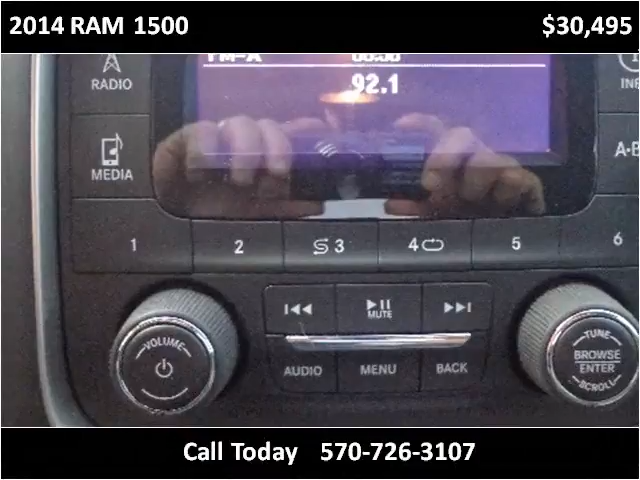 2014 RAM 1500 $30,495
FM-A
92.1
RADIO
MEDIA
A-B
1 2 3 4 5 6
MUTE
VOLUME
AUDIO MENU BACK
TUNE
BROWSE
ENTER
SCROLL
Call Today 570-726-3107